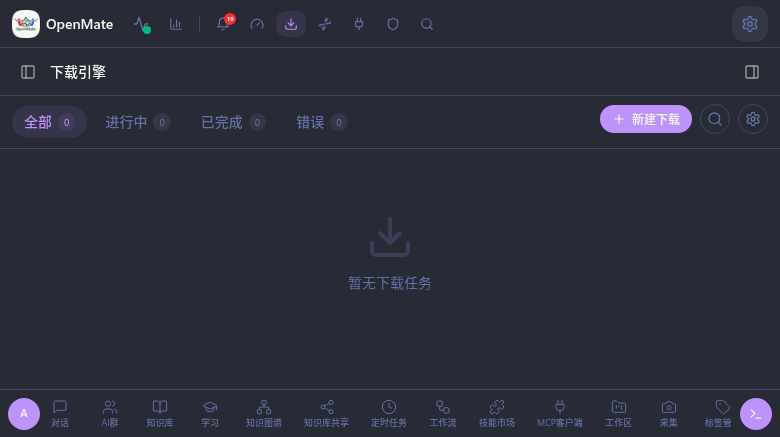 OpenMate
OpenMate
19
下载引擎
全部 0
进行中 0
已完成 0
错误 0
新建下载
暂无下载任务
A
对话
AI群
知识库
学习
知识图谱
知识库共享
定时任务
工作流
技能市场
MCP客户端
工作区
采集
标签管